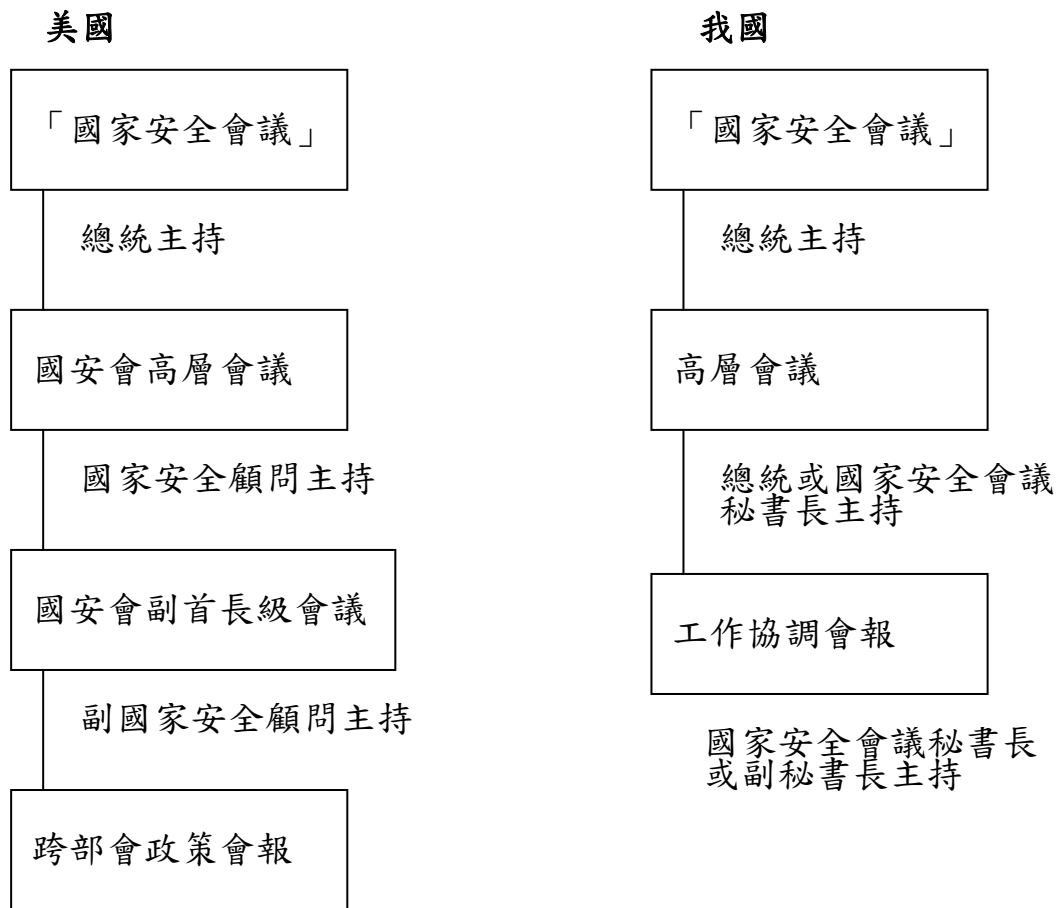 美國
「國家安全會議」
總統主持
國安會高層會議
國家安全顧問主持
國安會副首長級會議
副國家安全顧問主持
跨部會政策會報
我國
「國家安全會議」
總統主持
高層會議
總統或國家安全會議
秘書長主持
工作協調會報
國家安全會議秘書長
或副秘書長主持